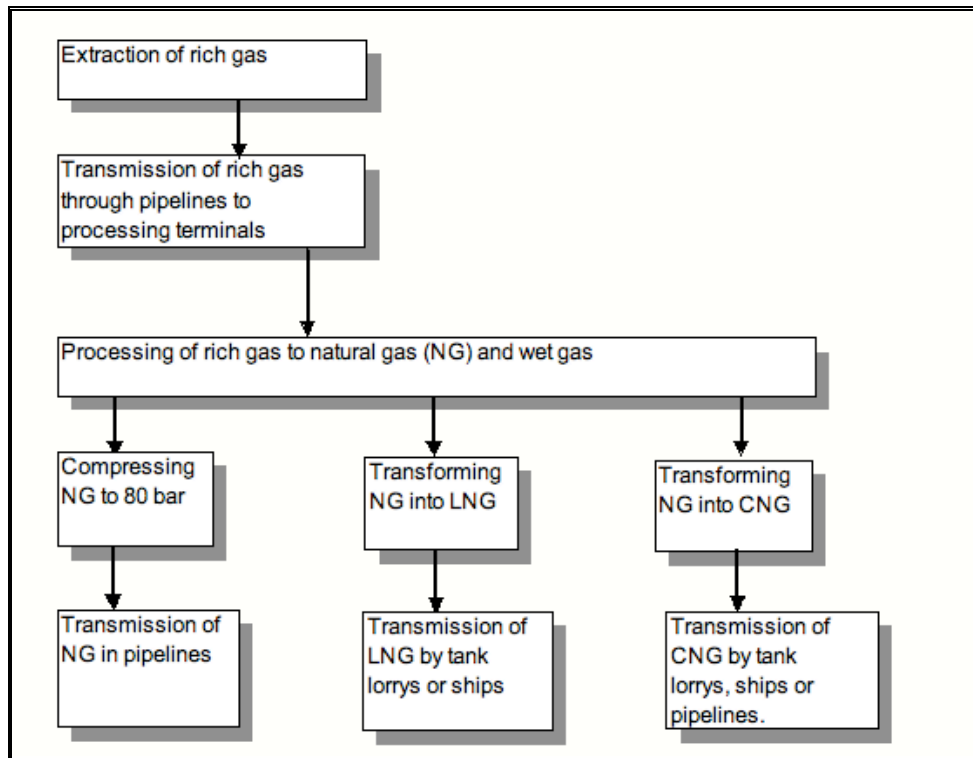 Extraction of rich gas
Transmission of rich gas
through pipelines to
processing terminals
Processing of rich gas to natural gas (NG) and wet gas
Compressing
NG to 80 bar
Transforming
NG into LNG
Transforming
NG into CNG
Transmission of
NG in pipelines
Transmission of
LNG by tank
lorrys or ships
Transmission of
CNG by tank
lorrys, ships or
pipelines.